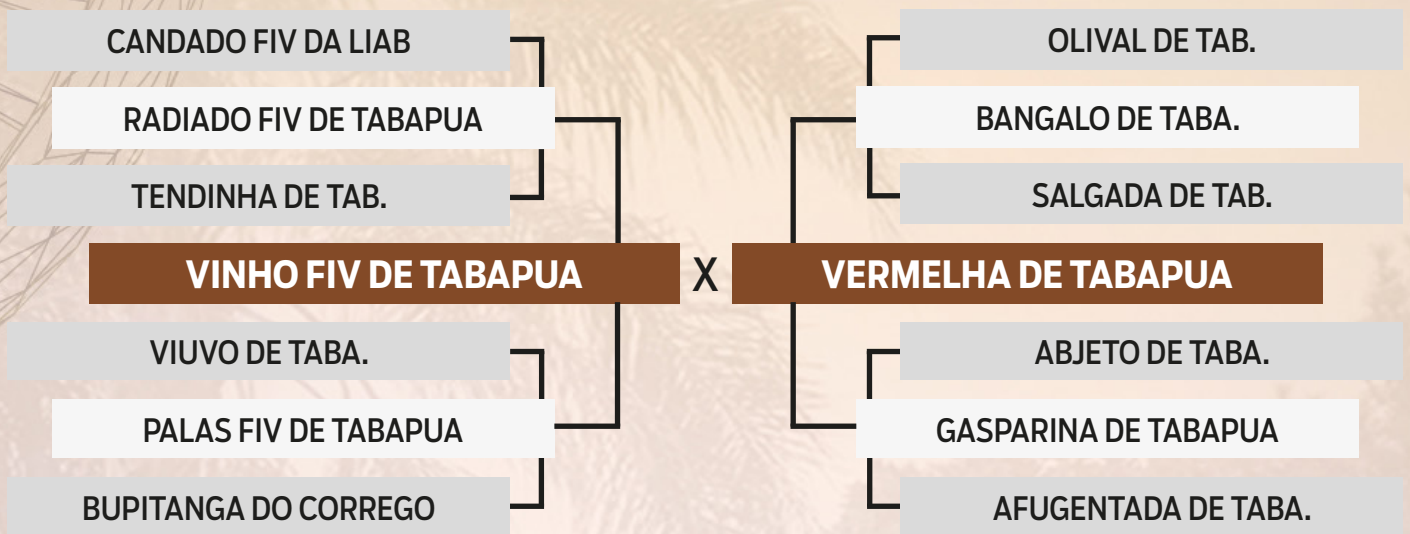 CANDADO FIV DA LIAB
RADIADO FIV DE TABAPUA
TENDINHA DE TAB.
VINHO FIV DE TABAPUA
VIUVO DE TABA.
PALAS FIV DE TABAPUA
BUPITANGA DO CORREGO
X
OLIVAL DE TAB.
BANGALO DE TABA.
SALGADA DE TAB.
VERMELHA DE TABAPUA
ABJETO DE TABA.
GASPARINA DE TABAPUA
AFUGENTADA DE TABA.